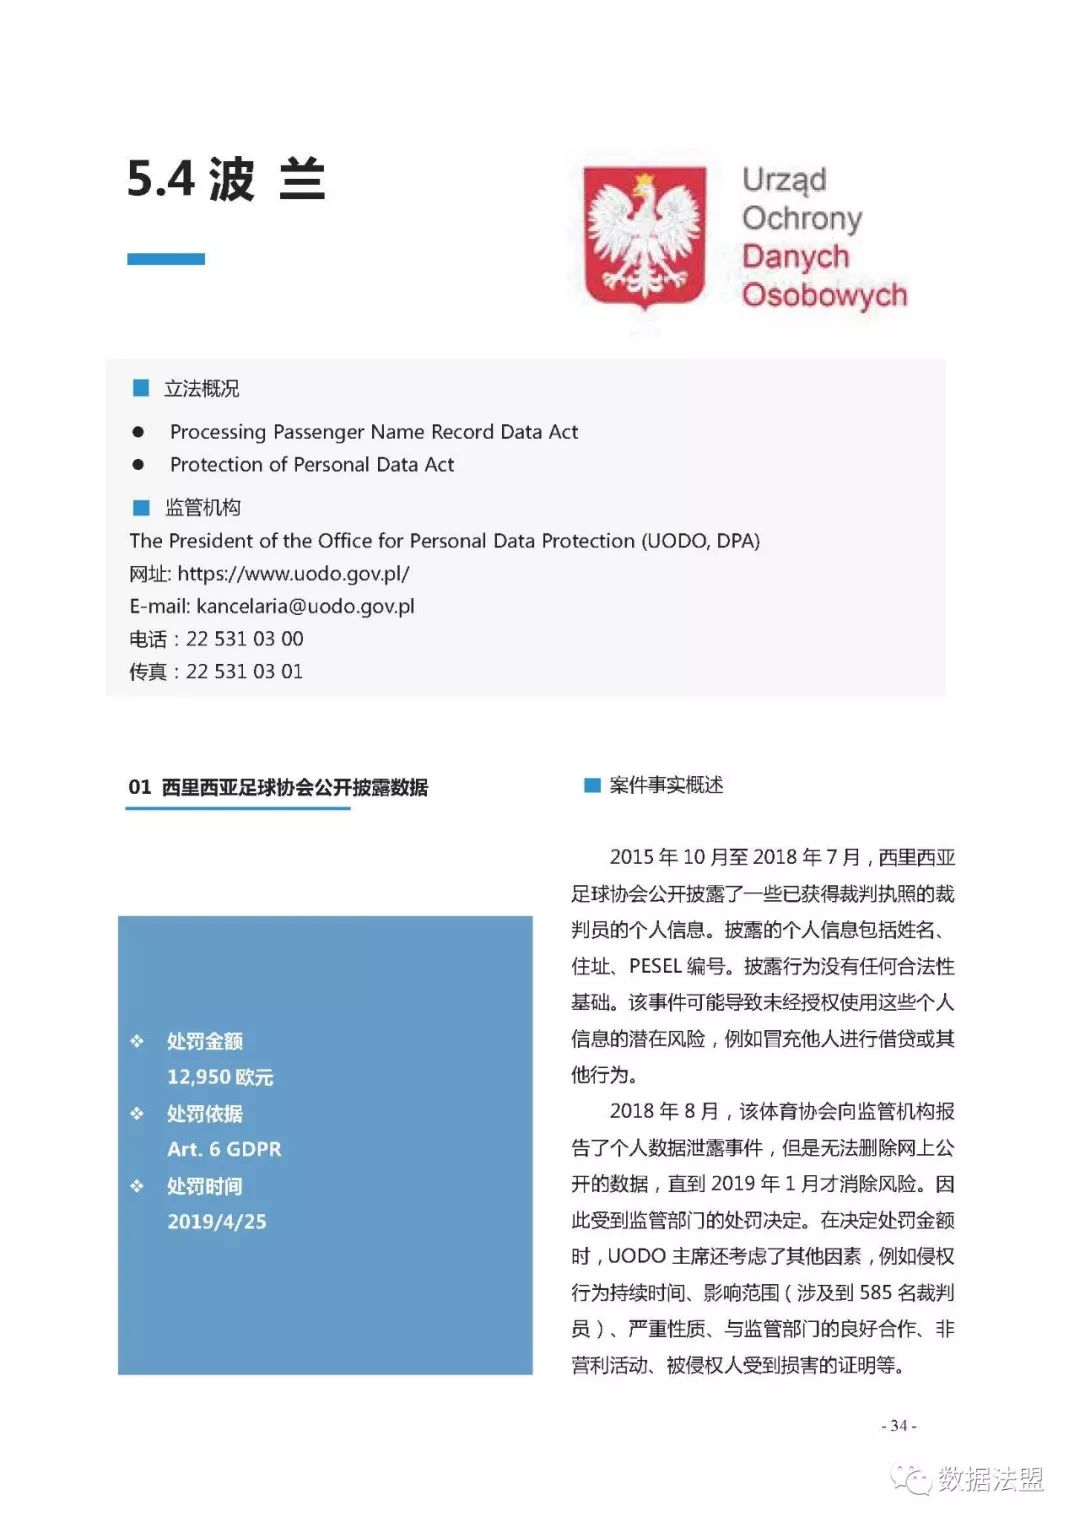 5.4 波 兰
Urząd
Ochrony
Danych
Osobowych
立法概况
● Processing Passenger Name Record Data Act
● Protection of Personal Data Act
监管机构
The President of the Office for Personal Data Protection (UODO, DPA)
网址: https://www.uodo.gov.pl/
E-mail: kancelaria@uodo.gov.pl
电话：22 531 03 00
传真：22 531 03 01
01 西里西亚足球协会公开披露数据
❖ 处罚金额
12,950 欧元
❖ 处罚依据
Art. 6 GDPR
❖ 处罚时间
2019/4/25
案件事实概述
2015 年 10 月至 2018 年 7 月，西里西亚
足球协会公开披露了一些已获得裁判执照的裁
判员的个人信息。披露的个人信息包括姓名、
住址、PESEL 编号。披露行为没有任何合法性
基础。该事件可能导致未经授权使用这些个人
信息的潜在风险，例如冒充他人进行借贷或其
他行为。
2018 年 8 月，该体育协会向监管机构报
告了个人数据泄露事件，但是无法删除网上公
开的数据，直到 2019 年 1 月才消除风险。因
此受到监管部门的处罚决定。在决定处罚金额
时，UODO 主席还考虑了其他因素，例如侵权
行为持续时间、影响范围（涉及到 585 名裁判
员）、严重性质、与监管部门的良好合作、非
营利活动、被侵权人受到损害的证明等。
- 34 -
数据法盟